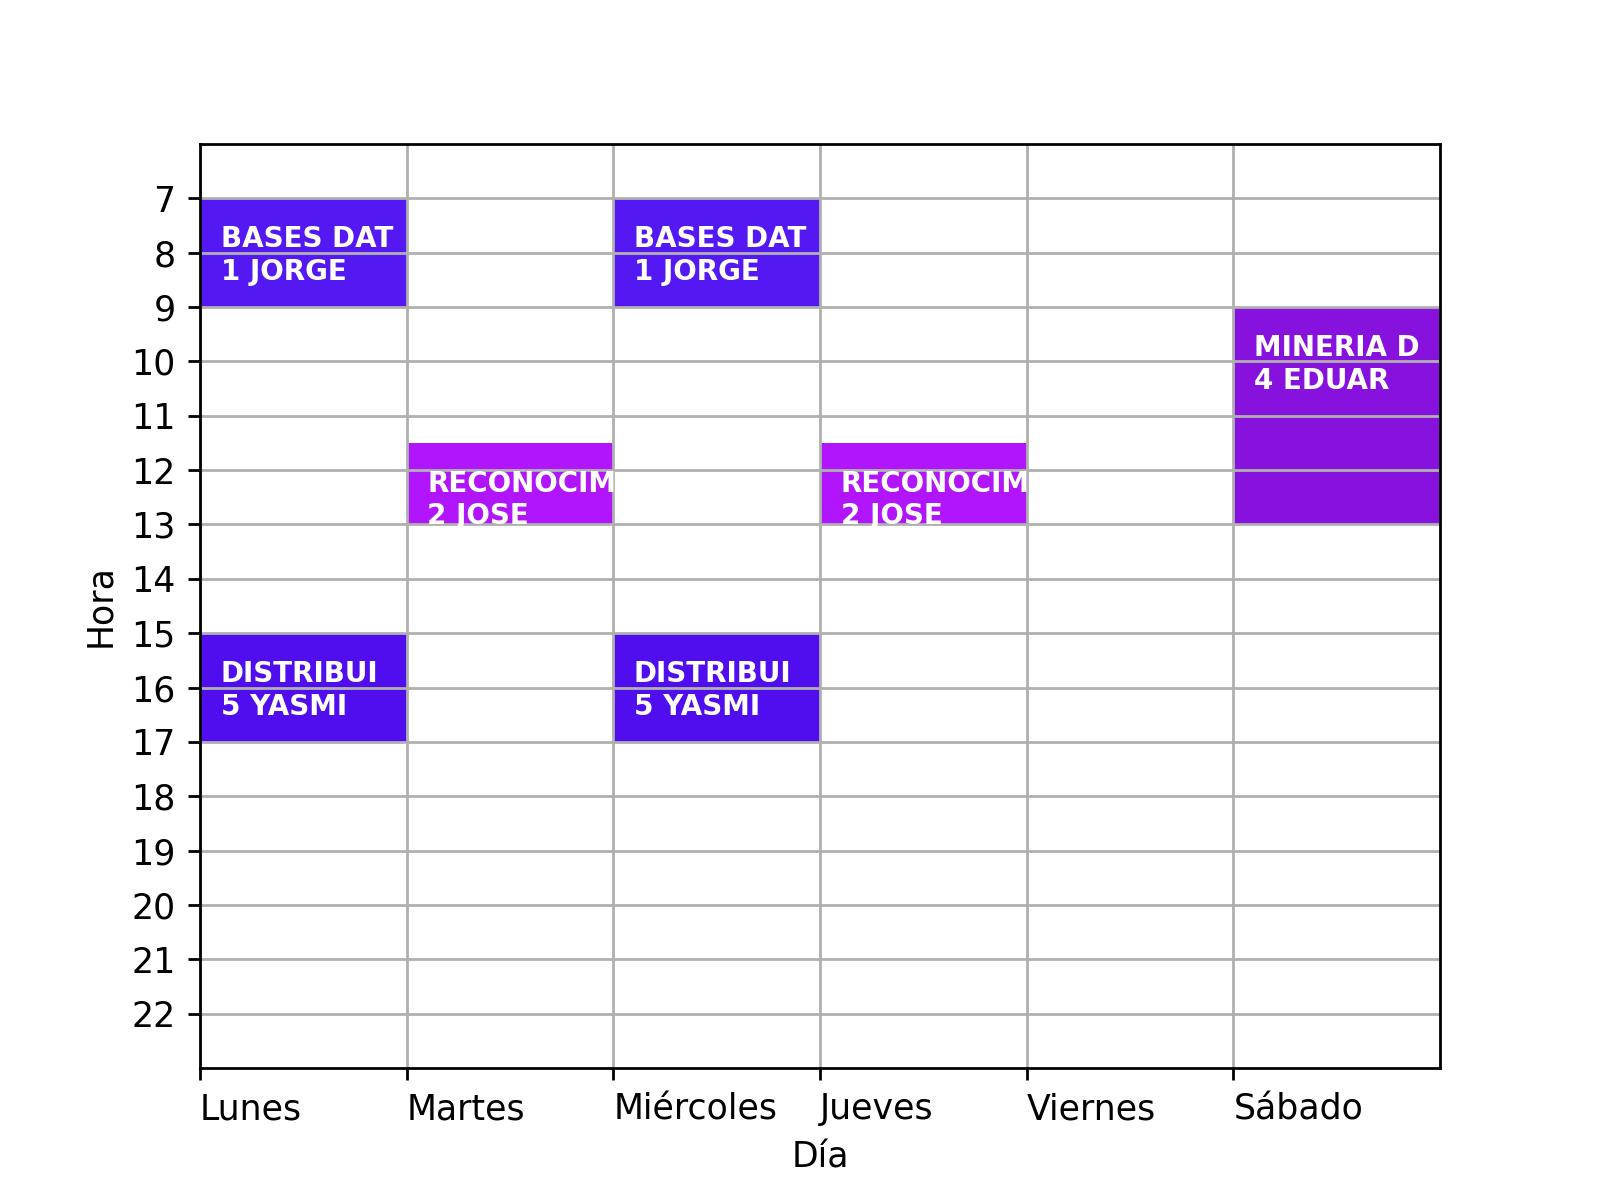 7
BASES DAT
1 JORGE
BASES DAT
1 JORGE
8
9
MINERIA D
4 EDUAR
10
11
12
RECONOCIM
2 JOSE
RECONOCIM
2 JOSE
13
14
Hora
15
DISTRIBUI
5 YASMI
DISTRIBUI
5 YASMI
16
17
18
19
20
21
22
Lunes Martes Miércoles Jueves Viernes Sábado
Día